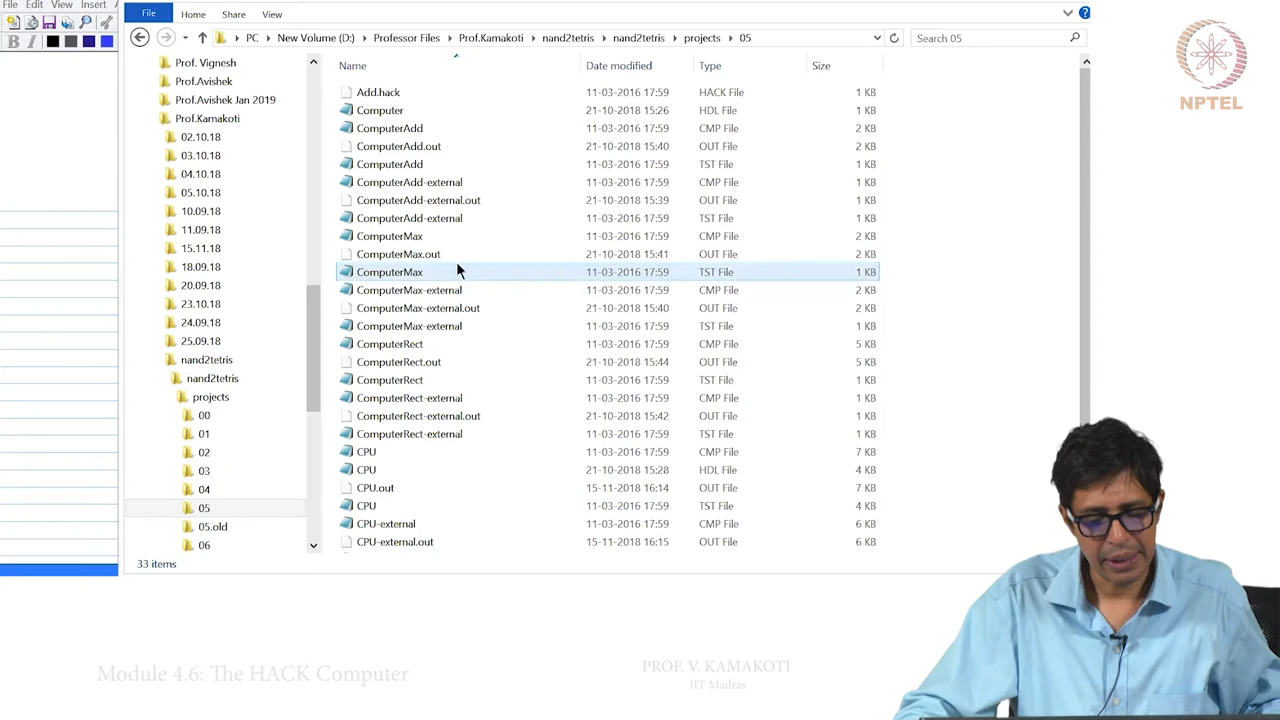 File Edit View Insert
B I
File Home Share View
PC New Volume (D:) Professor Files Prof.Kamakoti nand2tetris nand2tetris projects 05
Search 05
Prof. Vignesh
Prof.Avishek
Prof.Avishek Jan 2019
Prof.Kamakoti
02.10.18
03.10.18
04.10.18
05.10.18
10.09.18
11.09.18
15.11.18
18.09.18
20.09.18
23.10.18
24.09.18
25.09.18
nand2tetris
nand2tetris
projects
00
01
02
03
04
05
05.old
06
Name Date modified Type Size
Add.hack 11-03-2016 17:59 HACK File 1 KB
Computer 21-10-2018 15:26 HDL File 1 KB
ComputerAdd 11-03-2016 17:59 CMP File 2 KB
ComputerAdd.out 21-10-2018 15:40 OUT File 2 KB
ComputerAdd 11-03-2016 17:59 TST File 1 KB
ComputerAdd-external 11-03-2016 17:59 CMP File 1 KB
ComputerAdd-external.out 21-10-2018 15:39 OUT File 1 KB
ComputerAdd-external 11-03-2016 17:59 TST File 1 KB
ComputerMax 11-03-2016 17:59 CMP File 2 KB
ComputerMax.out 21-10-2018 15:41 OUT File 2 KB
ComputerMax 11-03-2016 17:59 TST File 1 KB
ComputerMax-external 11-03-2016 17:59 CMP File 2 KB
ComputerMax-external.out 21-10-2018 15:40 OUT File 2 KB
ComputerMax-external 11-03-2016 17:59 TST File 1 KB
ComputerRect 11-03-2016 17:59 CMP File 5 KB
ComputerRect.out 21-10-2018 15:44 OUT File 5 KB
ComputerRect 11-03-2016 17:59 TST File 1 KB
ComputerRect-external 11-03-2016 17:59 CMP File 1 KB
ComputerRect-external.out 21-10-2018 15:42 OUT File 1 KB
ComputerRect-external 11-03-2016 17:59 TST File 1 KB
CPU 11-03-2016 17:59 CMP File 7 KB
CPU 21-10-2018 15:28 HDL File 4 KB
CPU.out 15-11-2018 16:14 OUT File 7 KB
CPU 11-03-2016 17:59 TST File 4 KB
CPU-external 11-03-2016 17:59 CMP File 6 KB
CPU-external.out 15-11-2018 16:15 OUT File 6 KB
33 items
NPTEL
Module 4.6: The HACK Computer
PROF. V. KAMAKOTI
IIT Madras